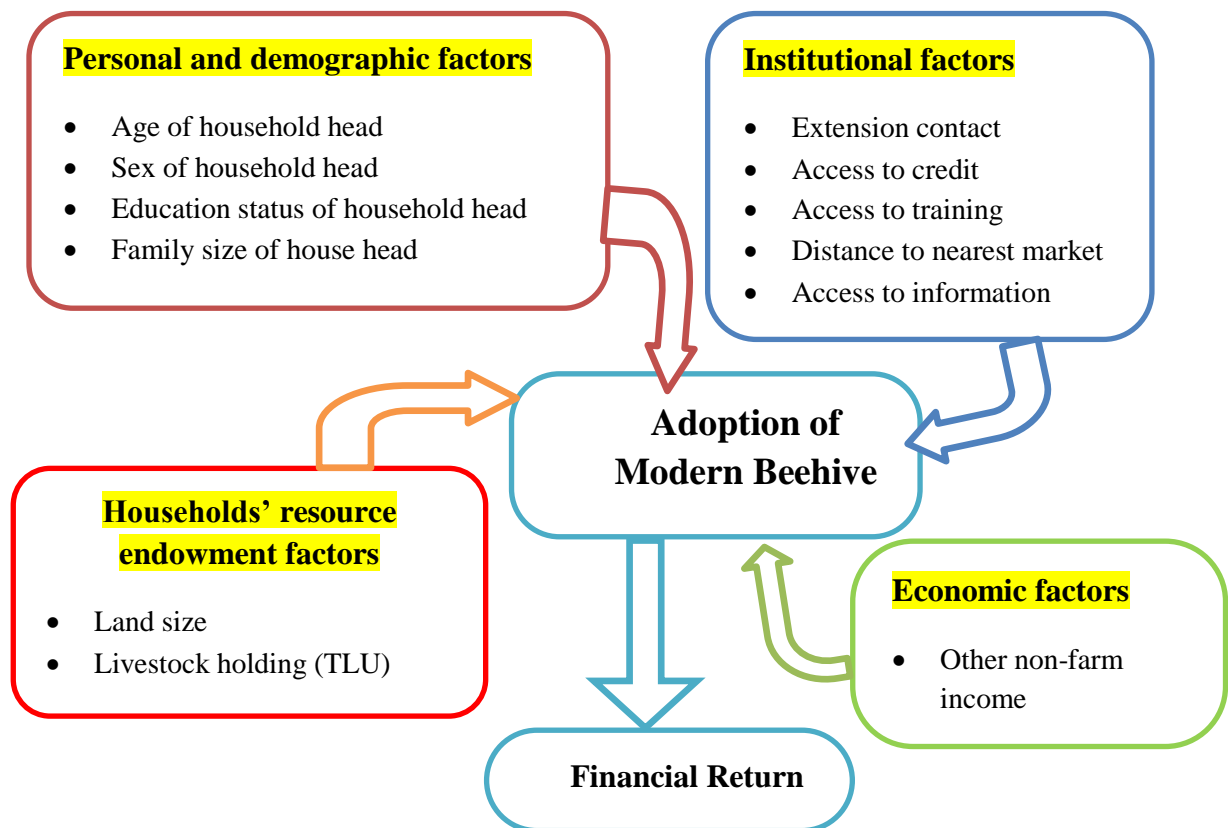 Personal and demographic factors
• Age of household head
• Sex of household head
• Education status of household head
• Family size of house head
Institutional factors
• Extension contact
• Access to credit
• Access to training
• Distance to nearest market
• Access to information
Adoption of
Modern Beehive
Households’ resource
endowment factors
• Land size
• Livestock holding (TLU)
Economic factors
• Other non-farm
income
Financial Return